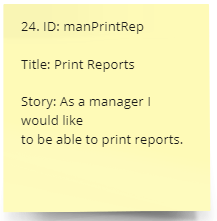 24. ID: manPrintRep
Title: Print Reports
Story: As a manager I
would like
to be able to print reports.